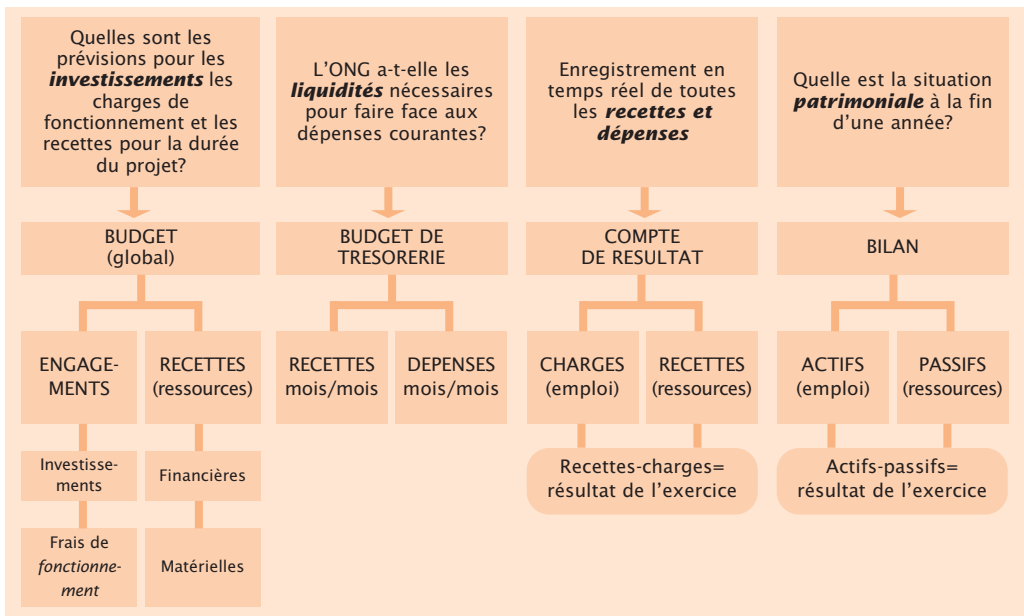 Quelles sont les
prévisions pour les
investissements les
charges de
fonctionnement et les
recettes pour la durée
du projet?
L'ONG a-t-elle les
liquidités nécessaires
pour faire face aux
dépenses courantes?
Enregistrement en
temps réel de toutes
les recettes et
dépenses
Quelle est la situation
patrimoniale à la fin
d'une année?
BUDGET
(global)
BUDGET DE
TRESORERIE
COMPTE
DE RESULTAT
BILAN
ENGAGE-
MENTS
RECETTES
(ressources)
RECETTES
mois/mois
DEPENSES
mois/mois
CHARGES
(emploi)
RECETTES
(ressources)
ACTIFS
(emploi)
PASSIFS
(ressources)
Investisse-
ments
Financières
Recettes-charges=
résultat de l'exercice
Actifs-passifs=
résultat de l'exercice
Frais de
fonctionne-
ment
Matérielles